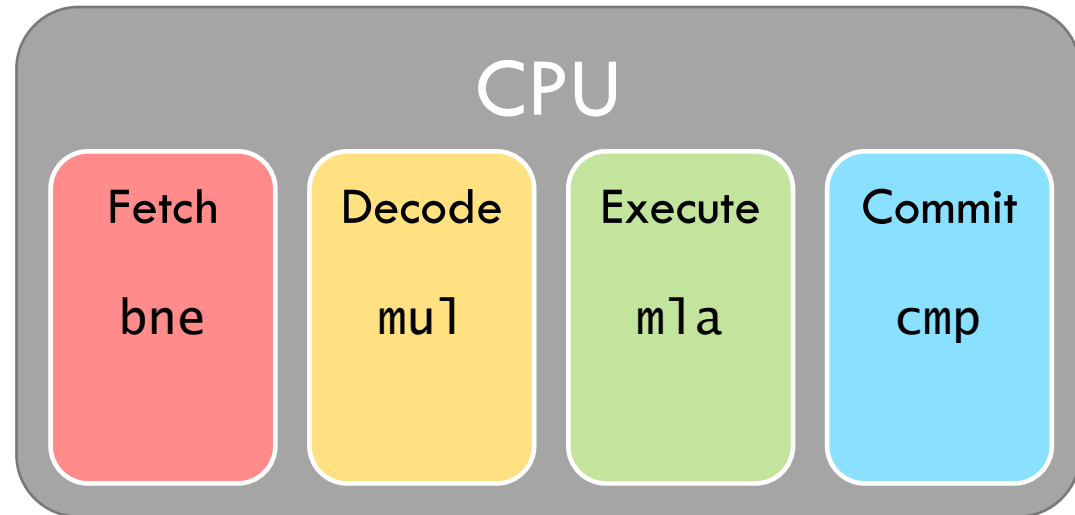 CPU
Fetch
bne
Decode
mul
Execute
mla
Commit
cmp